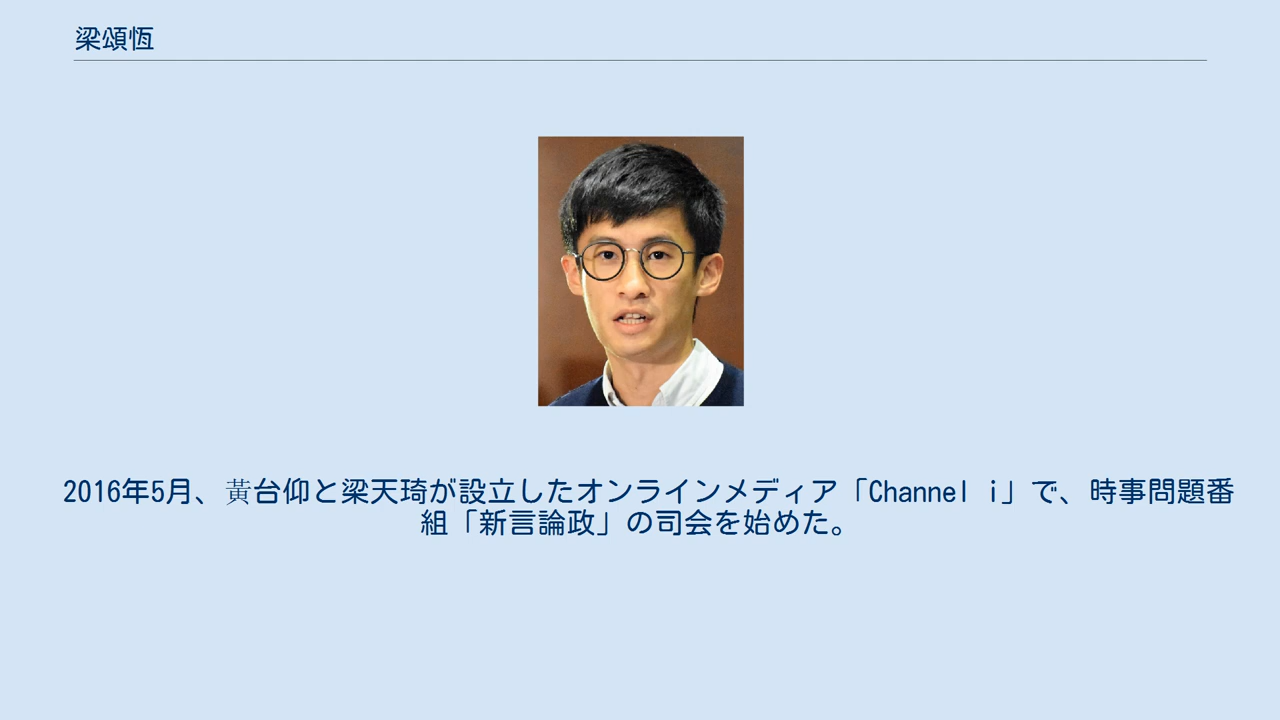 梁頌恆
2016年5月、黃台仰と梁天琦が設立したオンラインメディア「Channel i」で、時事問題番
組「新言論政」の司会を始めた。